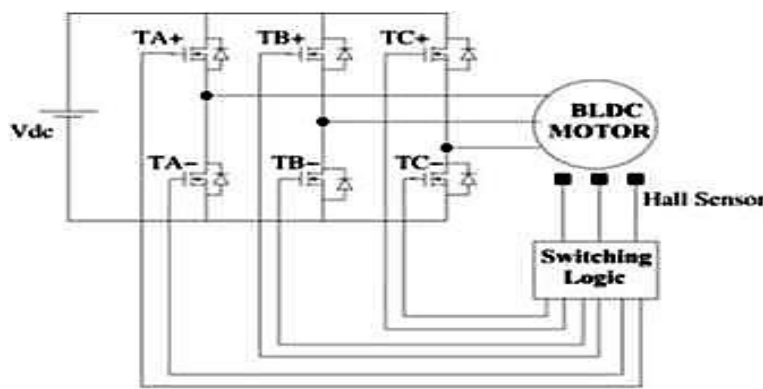 TA+ TB+ TC+
Vdc
BLDC
MOTOR
TA− TB− TC−
Hall Sensor
Switching
Logic